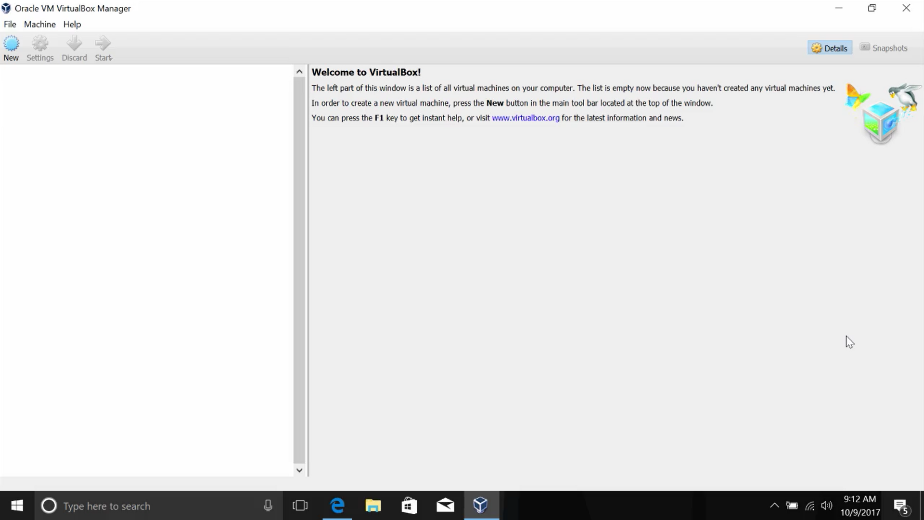 Oracle VM VirtualBox Manager
File Machine Help
New Settings Discard Start
Details Snapshots
Welcome to VirtualBox!
The left part of this window is a list of all virtual machines on your computer. The list is empty now because you haven't created any virtual machines yet.
In order to create a new virtual machine, press the New button in the main tool bar located at the top of the window.
You can press the F1 key to get instant help, or visit www.virtualbox.org for the latest information and news.
Type here to search
9:12 AM
10/9/2017
5